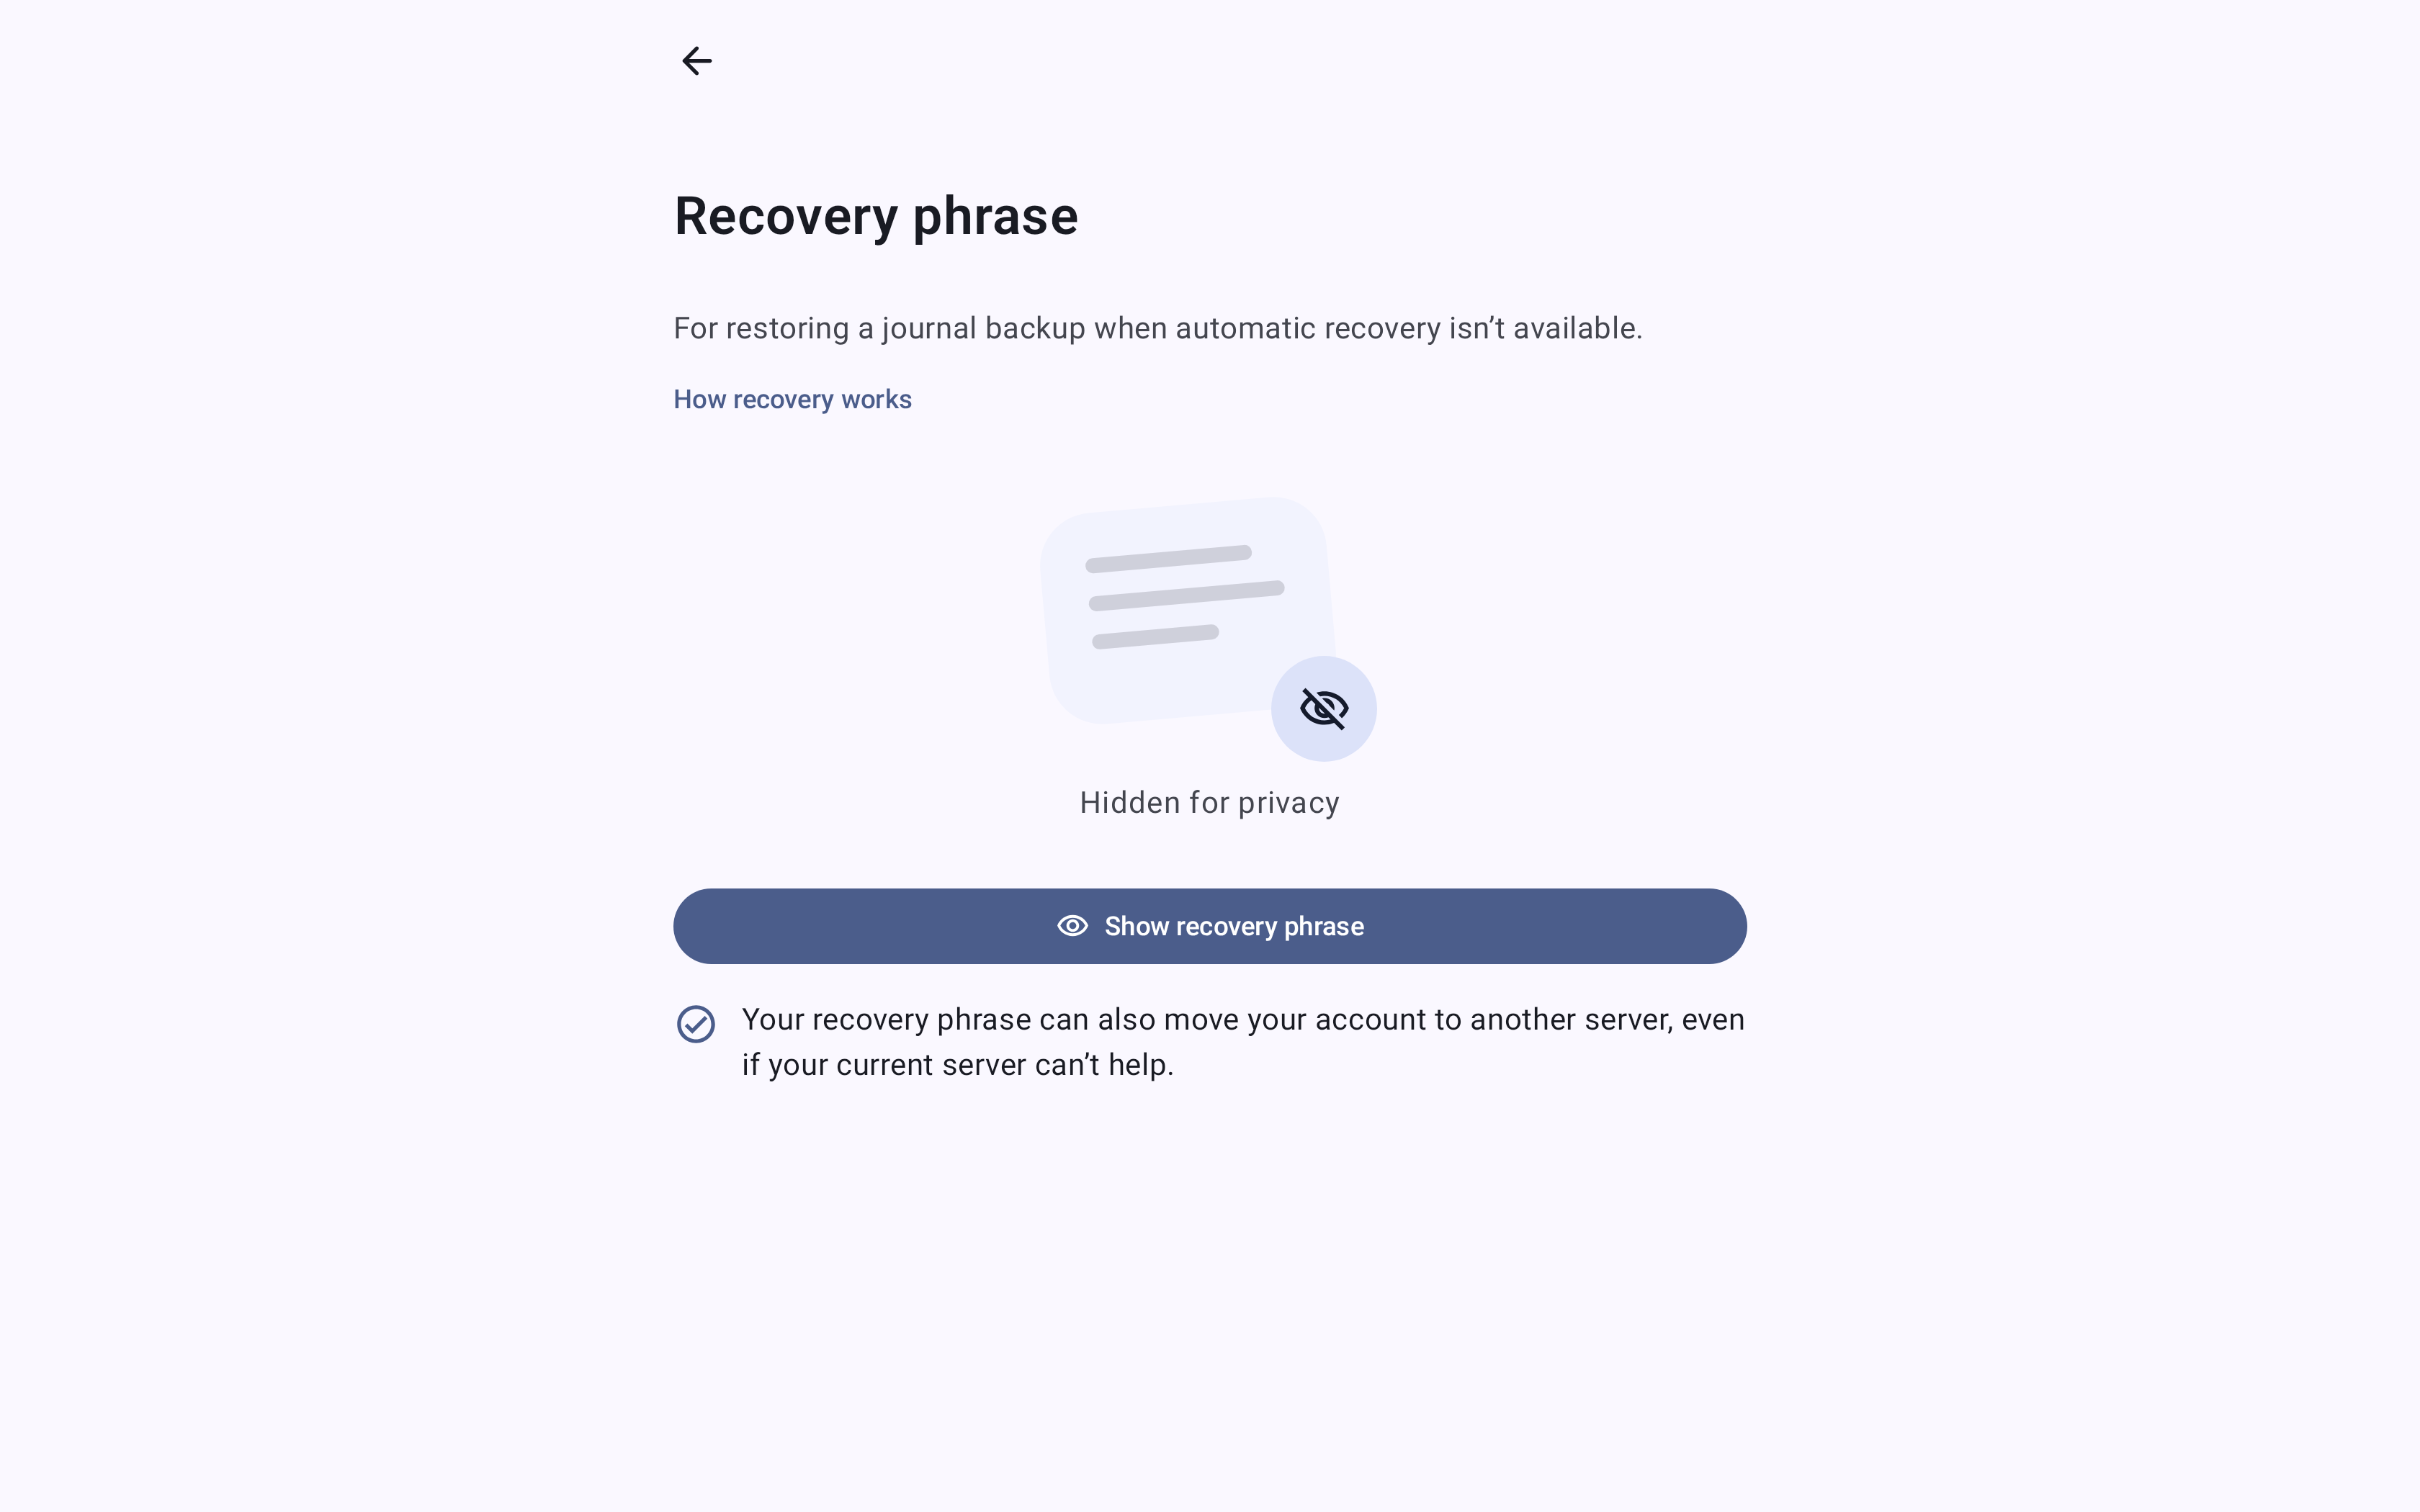 Recovery phrase
For restoring a journal backup when automatic recovery isn’t available.
How recovery works
Hidden for privacy
Show recovery phrase
Your recovery phrase can also move your account to another server, even
if your current server can’t help.